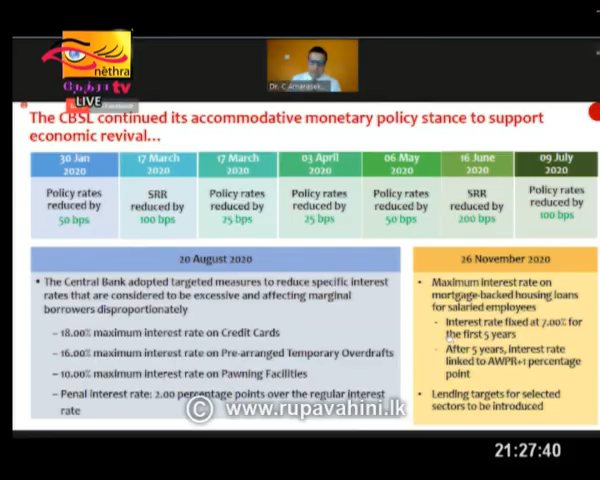 nēthra
நேத்ரா tv
LIVE
Dr. C Amarasek...
The CBSL continued its accommodative monetary policy stance to support
economic revival...
30 Jan 2020
17 March 2020
17 March 2020
03 April 2020
06 May 2020
16 June 2020
09 July 2020
Policy rates reduced by 50 bps
SRR reduced by 100 bps
Policy rates reduced by 25 bps
Policy rates reduced by 25 bps
Policy rates reduced by 50 bps
SRR reduced by 200 bps
Policy rates reduced by 100 bps
20 August 2020
• The Central Bank adopted targeted measures to reduce specific interest
rates that are considered to be excessive and affecting marginal
borrowers disproportionately
– 18.00% maximum interest rate on Credit Cards
– 16.00% maximum interest rate on Pre-arranged Temporary Overdrafts
– 10.00% maximum interest rate on Pawning Facilities
– Penal interest rate: 2.00 percentage points over the regular interest
rate
26 November 2020
• Maximum interest rate on
mortgage-backed housing loans
for salaried employees
- Interest rate fixed at 7.00% for
the first 5 years
- After 5 years, interest rate
linked to AWPR+1 percentage
point
• Lending targets for selected
sectors to be introduced
© www.rupavahini.lk
21:27:40